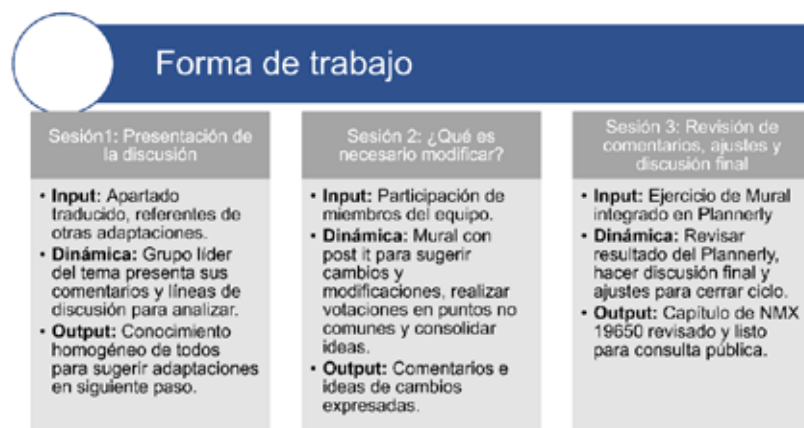 Forma de trabajo
Sesión1: Presentación de
la discusión
• Input: Apartado
traducido, referentes de
otras adaptaciones.
• Dinámica: Grupo líder
del tema presenta sus
comentarios y líneas de
discusión para analizar.
• Output: Conocimiento
homogéneo de todos
para sugerir adaptaciones
en siguiente paso.
Sesión 2: ¿Qué es
necesario modificar?
• Input: Participación de
miembros del equipo.
• Dinámica: Mural con
post it para sugerir
cambios y
modificaciones, realizar
votaciones en puntos no
comunes y consolidar
ideas.
• Output: Comentarios e
ideas de cambios
expresadas.
Sesión 3: Revisión de
comentarios, ajustes y
discusión final
• Input: Ejercicio de Mural
integrado en Plannerly
• Dinámica: Revisar
resultado del Plannerly,
hacer discusión final y
ajustes para cerrar ciclo.
• Output: Capítulo de NMX
19650 revisado y listo
para consulta pública.